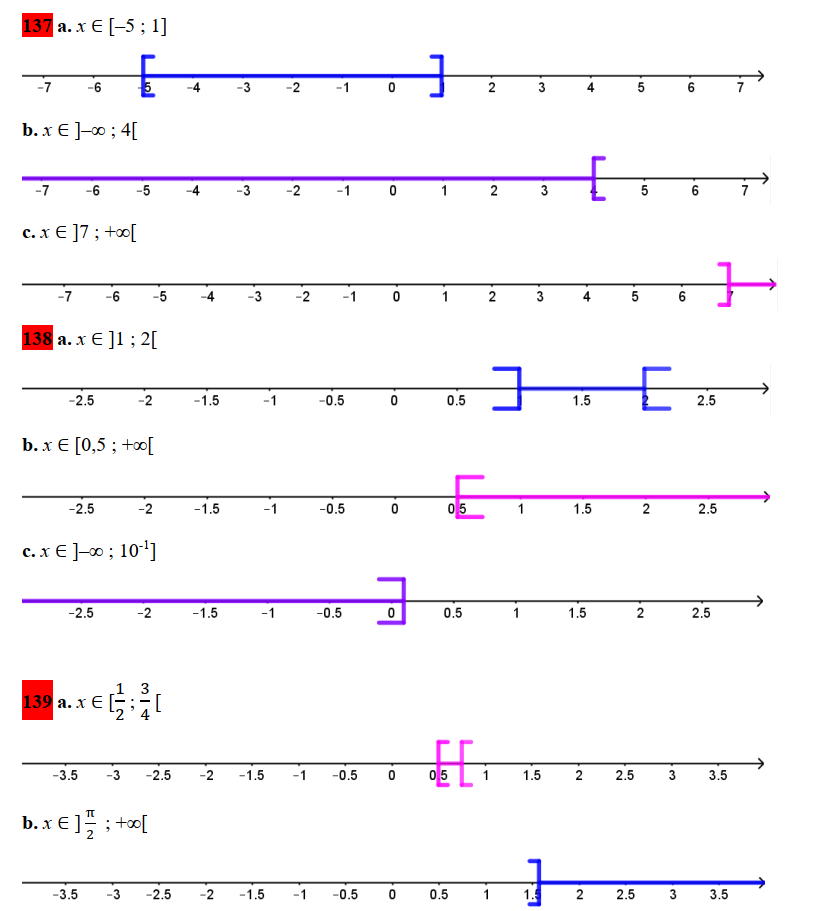 137 a. x ∈ [–5 ; 1]
-7 -6 -5 -4 -3 -2 -1 0 1 2 3 4 5 6 7
b. x ∈ ]–∞ ; 4[
-7 -6 -5 -4 -3 -2 -1 0 1 2 3 4 5 6 7
c. x ∈ ]7 ; +∞[
-7 -6 -5 -4 -3 -2 -1 0 1 2 3 4 5 6 7
138 a. x ∈ ]1 ; 2[
-2.5 -2 -1.5 -1 -0.5 0 0.5 1 1.5 2 2.5
b. x ∈ [0,5 ; +∞[
-2.5 -2 -1.5 -1 -0.5 0 0.5 1 1.5 2 2.5
c. x ∈ ]–∞ ; 10⁻¹]
-2.5 -2 -1.5 -1 -0.5 0 0.5 1 1.5 2 2.5
139 a. x ∈ [1/2 ; 3/4 [
-3.5 -3 -2.5 -2 -1.5 -1 -0.5 0 0.5 1 1.5 2 2.5 3 3.5
b. x ∈ ] π/2 ; +∞[
-3.5 -3 -2.5 -2 -1.5 -1 -0.5 0 0.5 1 1.5 2 2.5 3 3.5